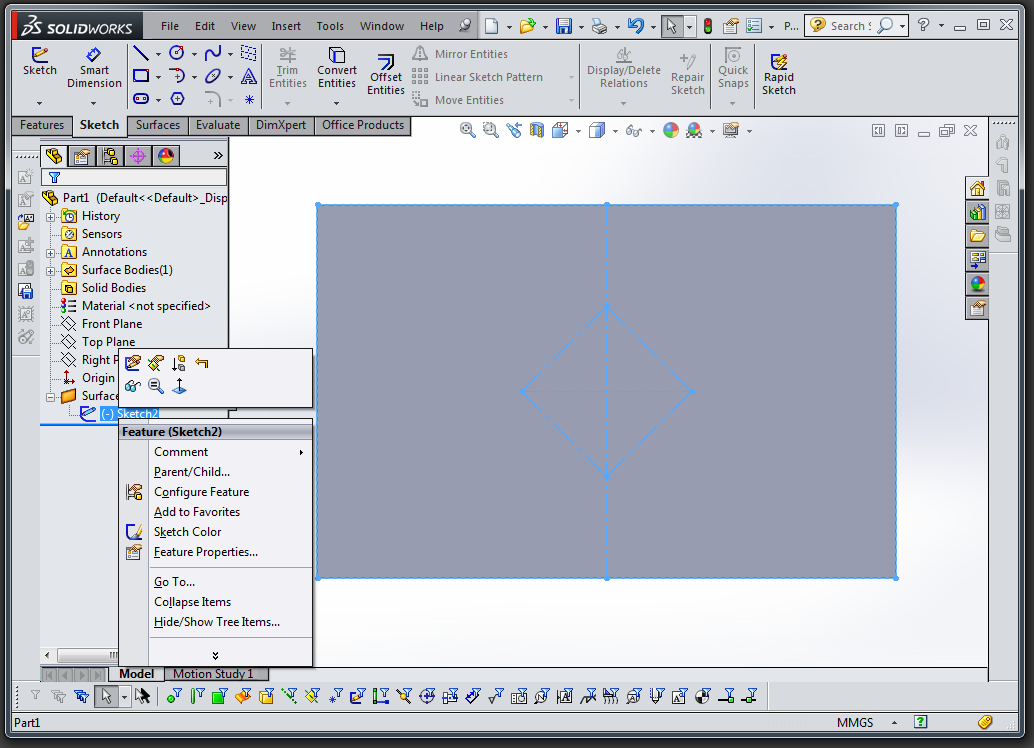 SOLIDWORKS File Edit View Insert Tools Window Help P... Search
Sketch Smart Dimension Trim Entities Convert Entities Offset Entities Mirror Entities Linear Sketch Pattern Move Entities Display/Delete Relations Repair Sketch Quick Snaps Rapid Sketch
Features Sketch Surfaces Evaluate DimXpert Office Products
Part1 (Default<<Default>_Disp
History
Sensors
Annotations
Surface Bodies(1)
Solid Bodies
Material <not specified>
Front Plane
Top Plane
Right P
Origin
Surface
(-) Sketch2
Feature (Sketch2)
Comment
Parent/Child...
Configure Feature
Add to Favorites
Sketch Color
Feature Properties...
Go To...
Collapse Items
Hide/Show Tree Items...
Model Motion Study 1
Part1 MMGS